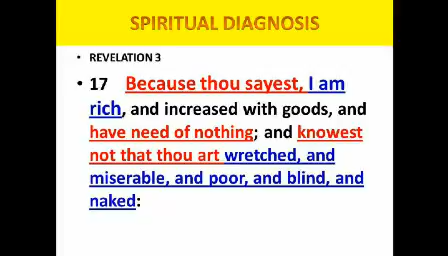 SPIRITUAL DIAGNOSIS
• REVELATION 3
• 17 Because thou sayest, I am
rich, and increased with goods, and
have need of nothing; and knowest
not that thou art wretched, and
miserable, and poor, and blind, and
naked: